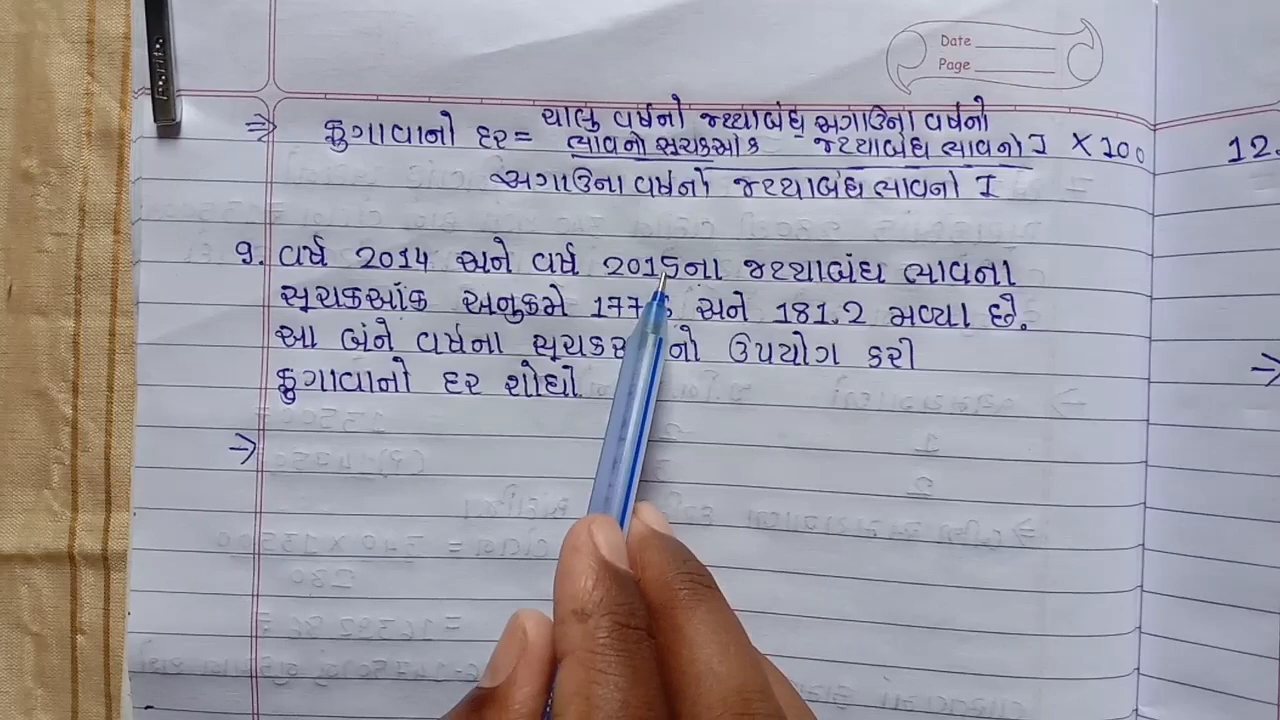 Date
Page
⇒ ફુગાવાનો દર = ચાલુ વર્ષનો જથ્થાબંધ અગાઉના વર્ષનો
ભાવનો સૂચકઆંક - જથ્થાબંધ ભાવનો I × 100
અગાઉના વર્ષનો જથ્થાબંધ ભાવનો I
12.
9. વર્ષ 2014 અને વર્ષ 2015ના જથ્થાબંધ ભાવના
સૂચકઆંક અનુક્રમે અને 181.2 મળ્યા છે.
આ બંને વર્ષના ઉપયોગ કરી
ફુગાવાનો દર શોધો.
→
→